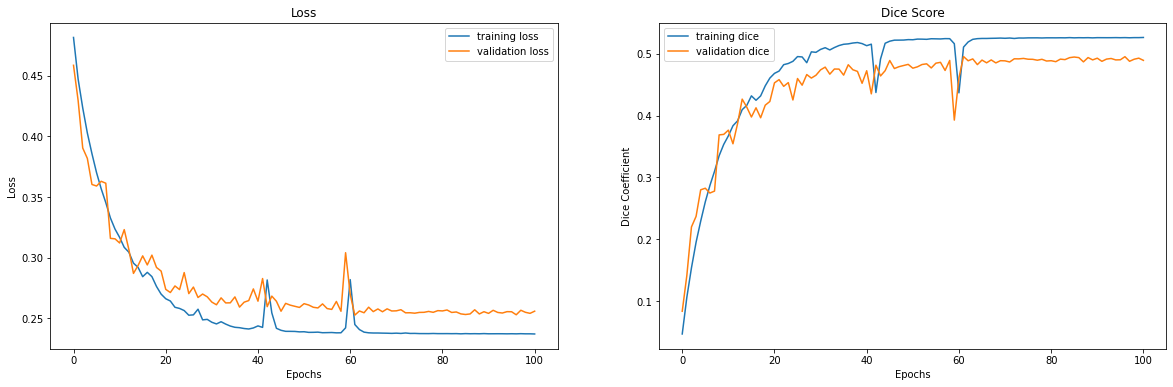 Loss
training loss
validation loss
0.45
0.40
0.35
0.30
0.25
Loss
0 20 40 60 80 100
Epochs
Dice Score
training dice
validation dice
0.5
0.4
0.3
0.2
0.1
Dice Coefficient
0 20 40 60 80 100
Epochs